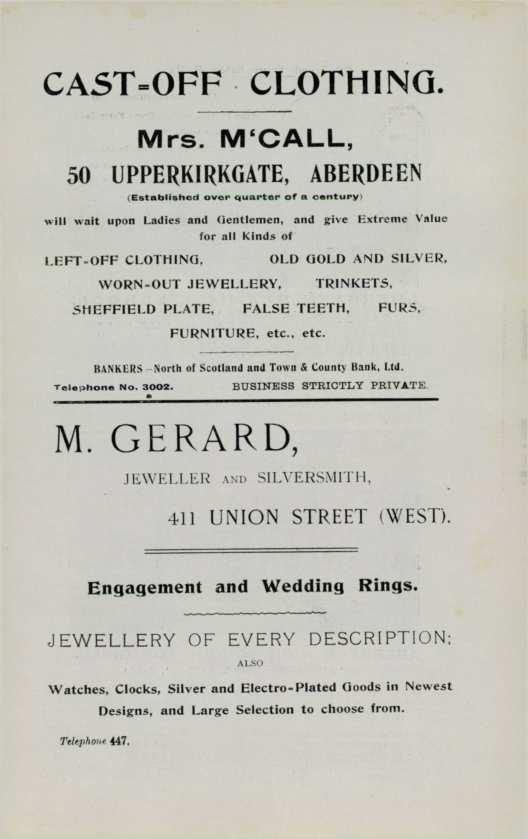 CAST-OFF CLOTHING.
Mrs. M‘CALL,
50 UPPERKIRKGATE, ABERDEEN
(Established over quarter of a century)
will wait upon Ladies and Gentlemen, and give Extreme Value
for all Kinds of
LEFT-OFF CLOTHING, OLD GOLD AND SILVER,
WORN-OUT JEWELLERY, TRINKETS,
SHEFFIELD PLATE, FALSE TEETH, FURS,
FURNITURE, etc., etc.
BANKERS—North of Scotland and Town & County Bank, Ltd.
Telephone No. 3002. BUSINESS STRICTLY PRIVATE.
M. GERARD,
JEWELLER AND SILVERSMITH,
411 UNION STREET (WEST).
Engagement and Wedding Rings.
JEWELLERY OF EVERY DESCRIPTION;
ALSO
Watches, Clocks, Silver and Electro-Plated Goods in Newest
Designs, and Large Selection to choose from.
Telephone 447.